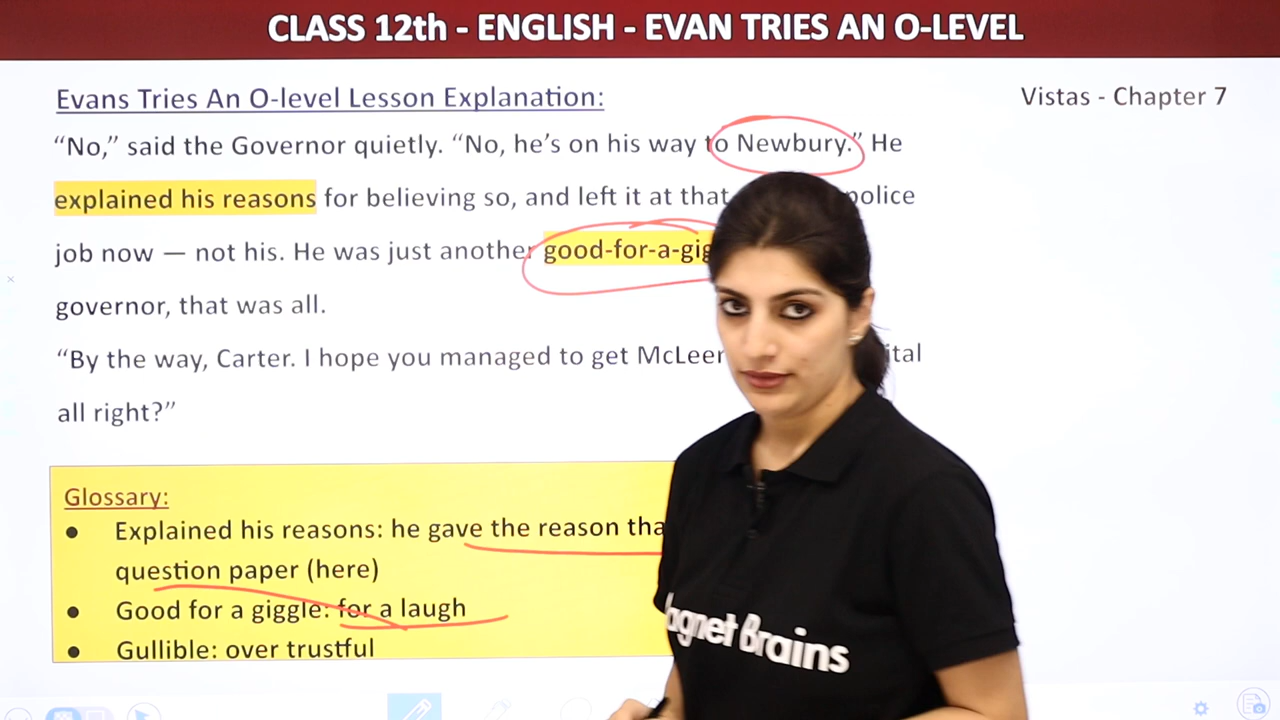 CLASS 12th - ENGLISH - EVAN TRIES AN O-LEVEL
Evans Tries An O-level Lesson Explanation:
Vistas - Chapter 7
“No,” said the Governor quietly. “No, he’s on his way to Newbury.” He
explained his reasons for believing so, and left it at that police
job now — not his. He was just another good-for-a-gig
governor, that was all.
“By the way, Carter. I hope you managed to get McLeer ital
all right?”
Glossary:
● Explained his reasons: he gave the reason tha
question paper (here)
● Good for a giggle: for a laugh
● Gullible: over trustful
agnet Brains